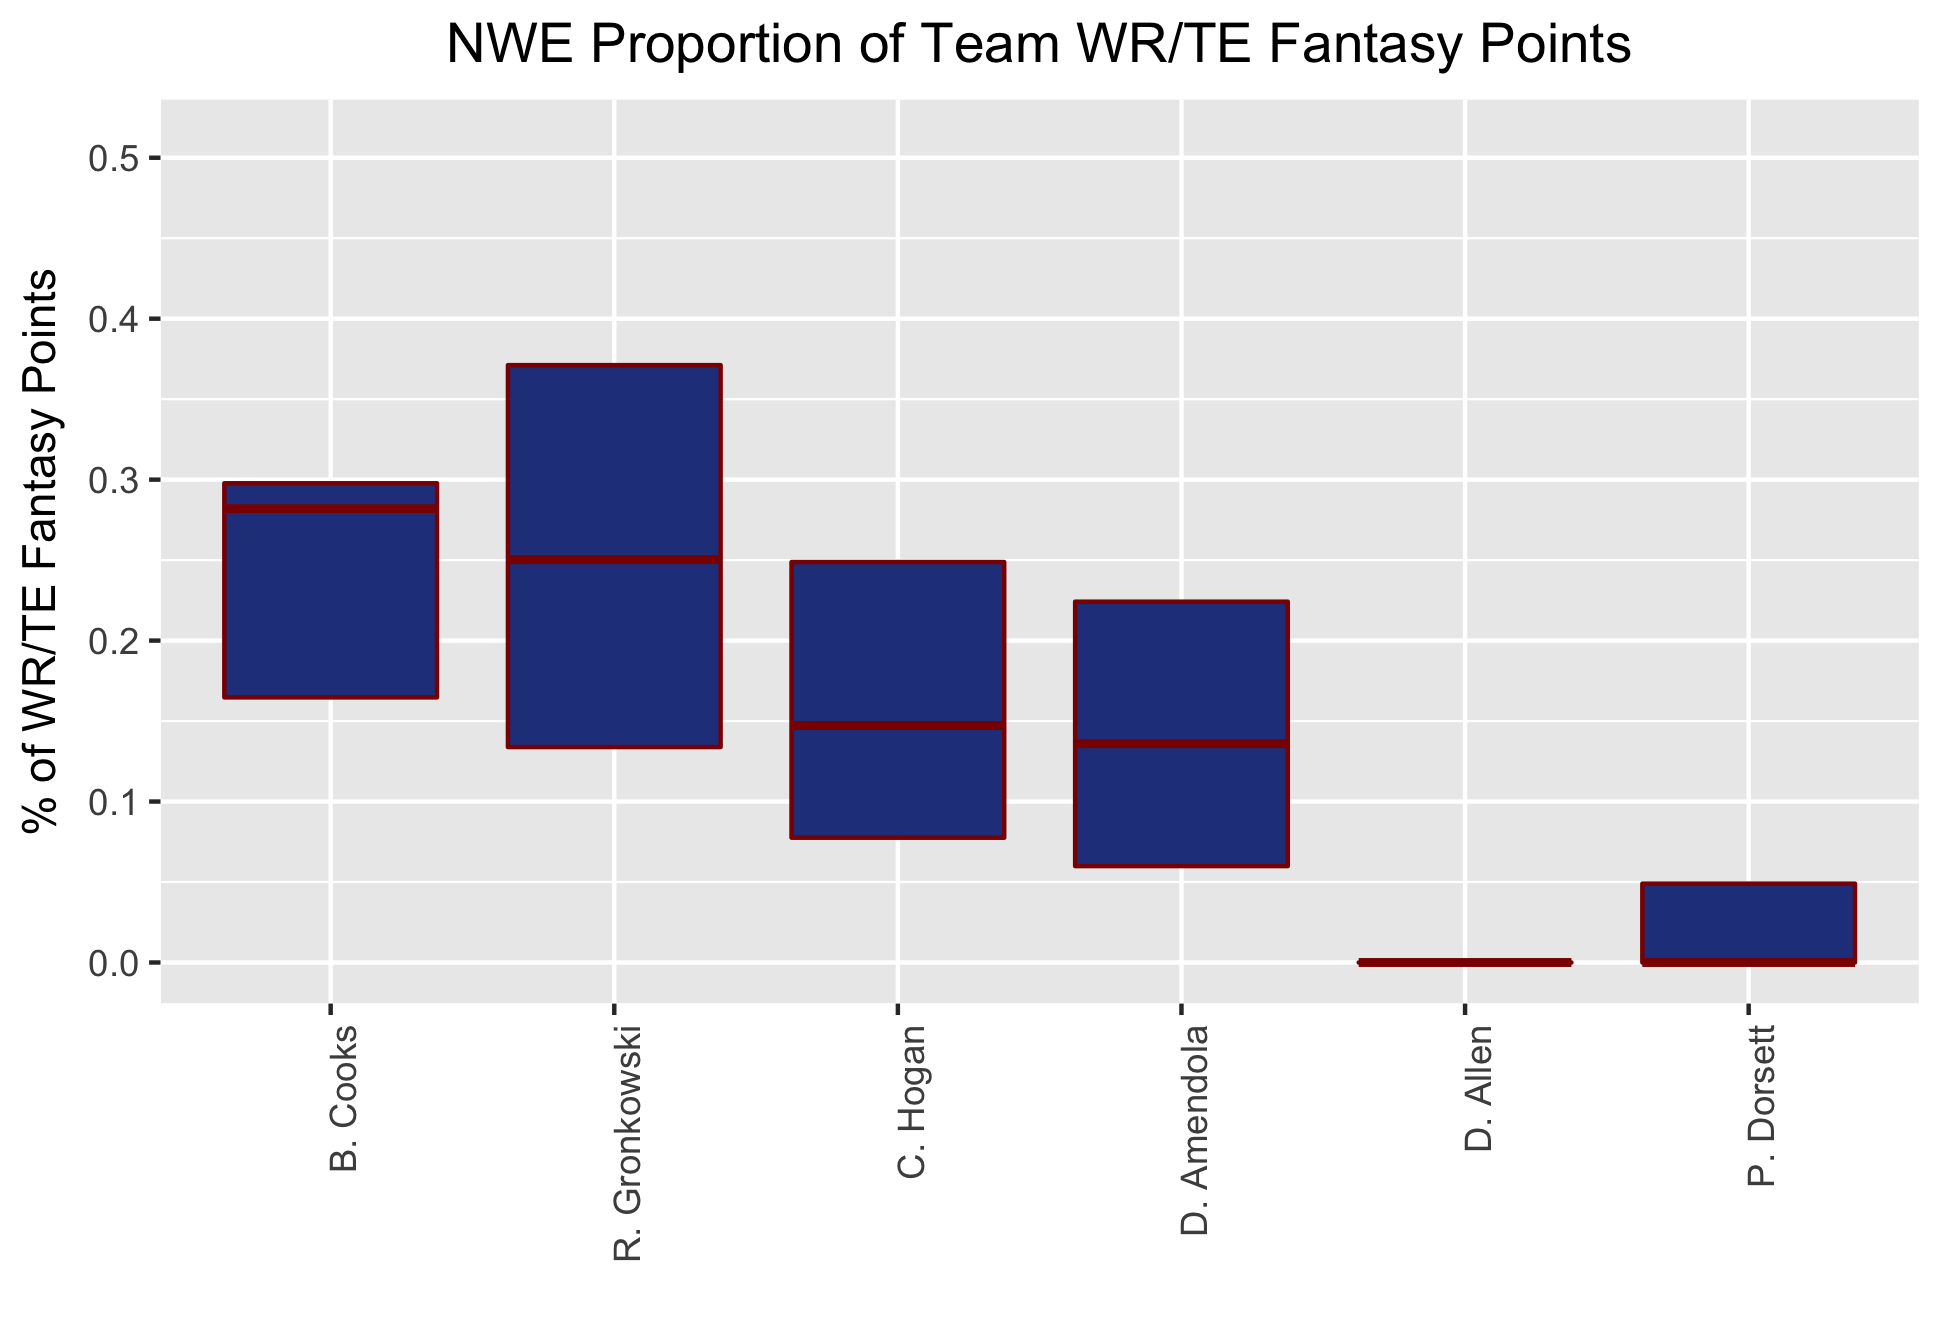 NWE Proportion of Team WR/TE Fantasy Points
% of WR/TE Fantasy Points
0.5
0.4
0.3
0.2
0.1
0.0
B. Cooks
R. Gronkowski
C. Hogan
D. Amendola
D. Allen
P. Dorsett